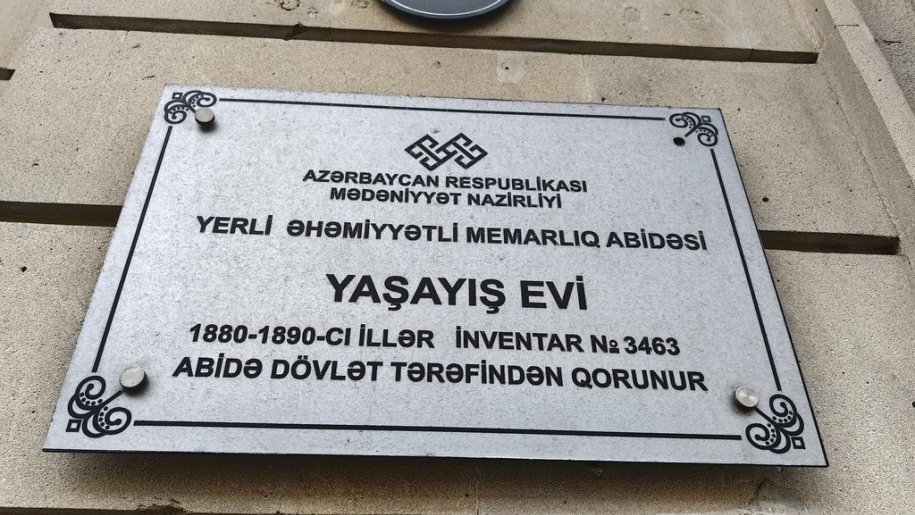 AZƏRBAYCAN RESPUBLİKASI
MƏDƏNİYYƏT NAZİRLİYİ
YERLİ ƏHƏMİYYƏTLİ MEMARLIQ ABİDƏSİ
YAŞAYIŞ EVİ
1880-1890-CI İLLƏR İNVENTAR № 3463
ABİDƏ DÖVLƏT TƏRƏFİNDƏN QORUNUR